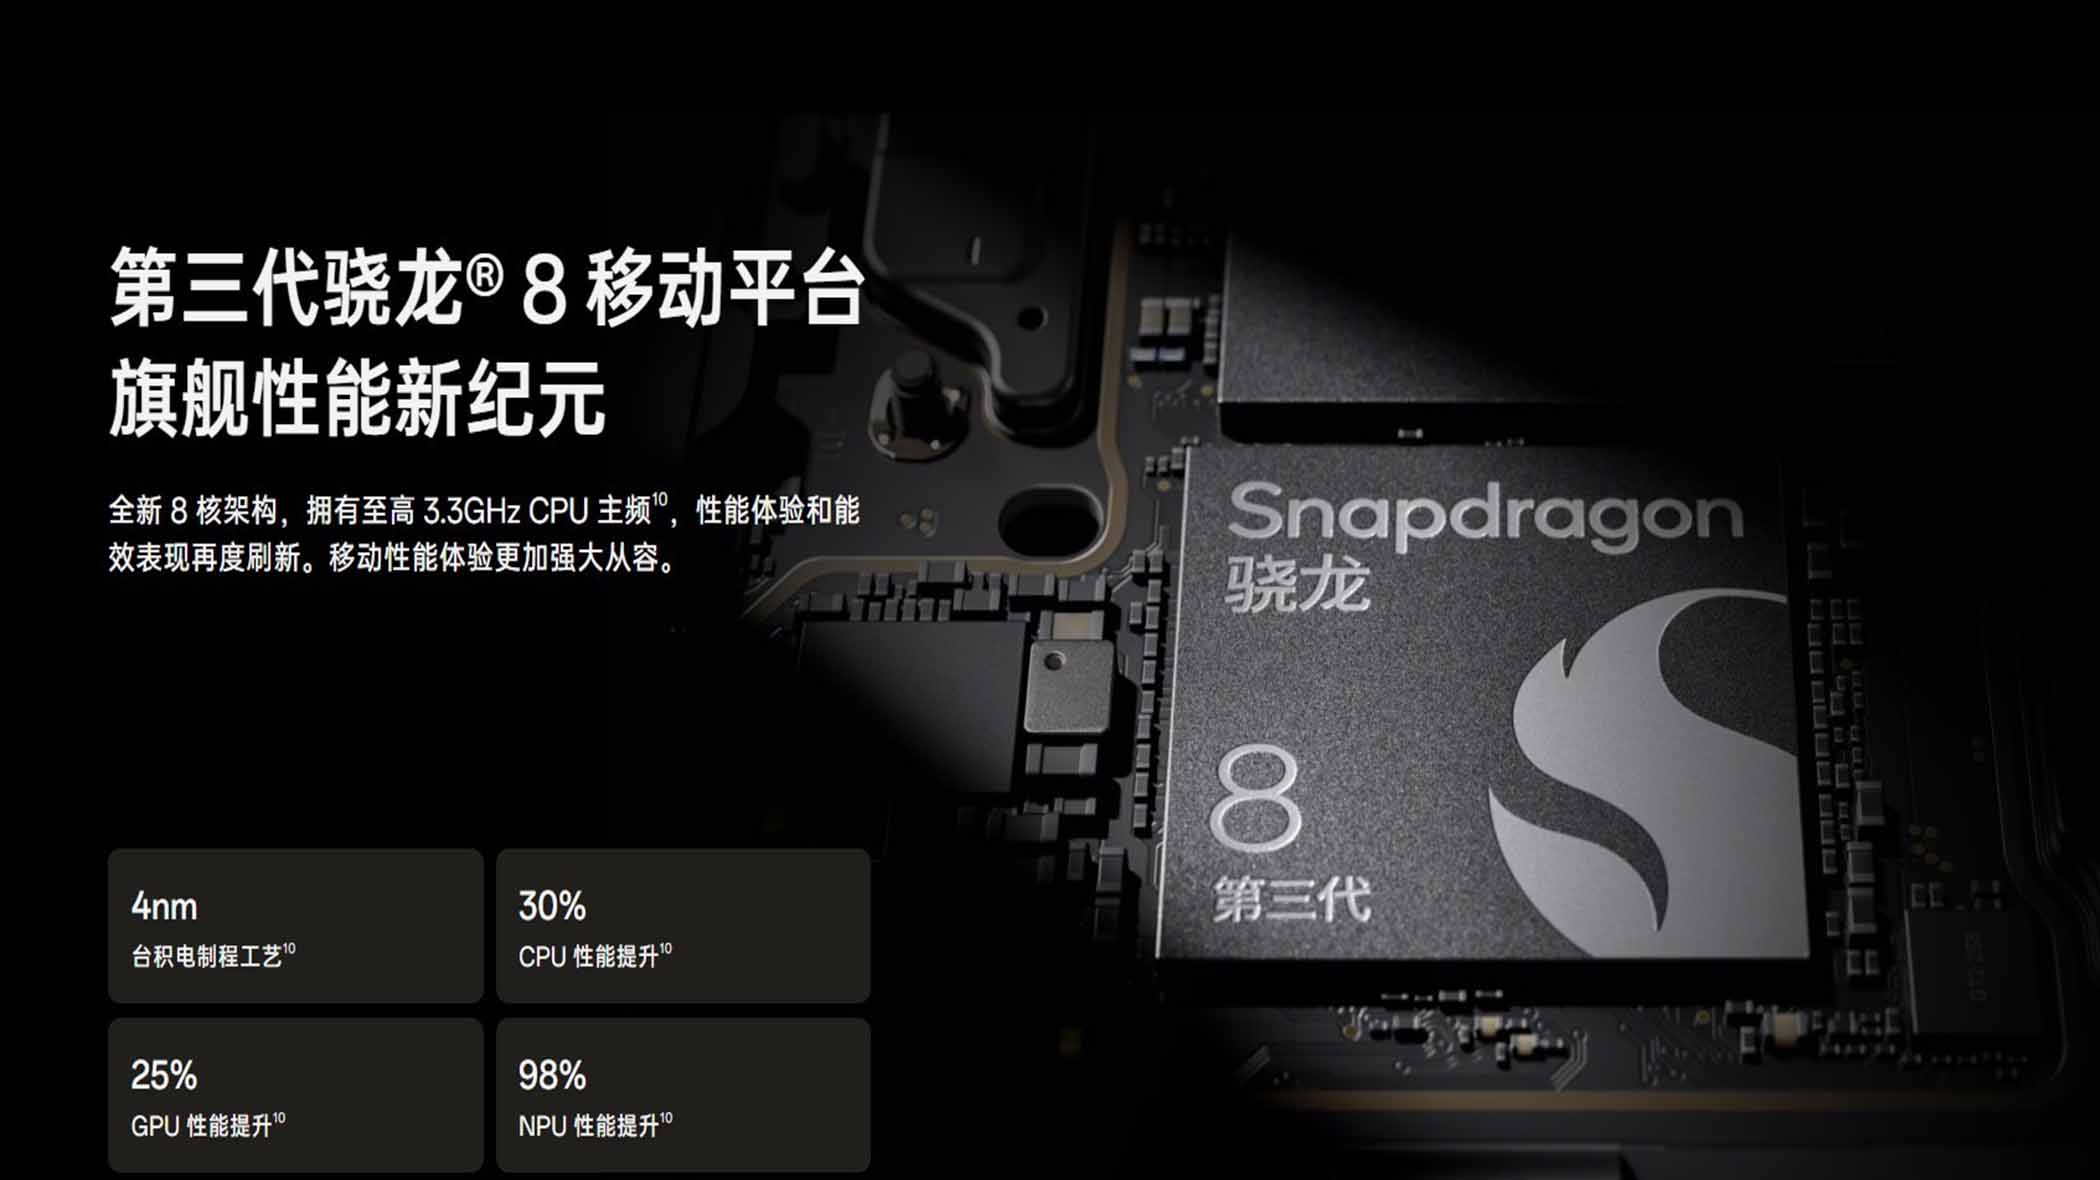 第三代骁龙® 8 移动平台
旗舰性能新纪元
全新 8 核架构，拥有至高 3.3GHz CPU 主频10，性能体验和能
效表现再度刷新。移动性能体验更加强大从容。
4nm
台积电制程工艺10
30%
CPU 性能提升10
25%
GPU 性能提升10
98%
NPU 性能提升10
Snapdragon
骁龙
8
第三代